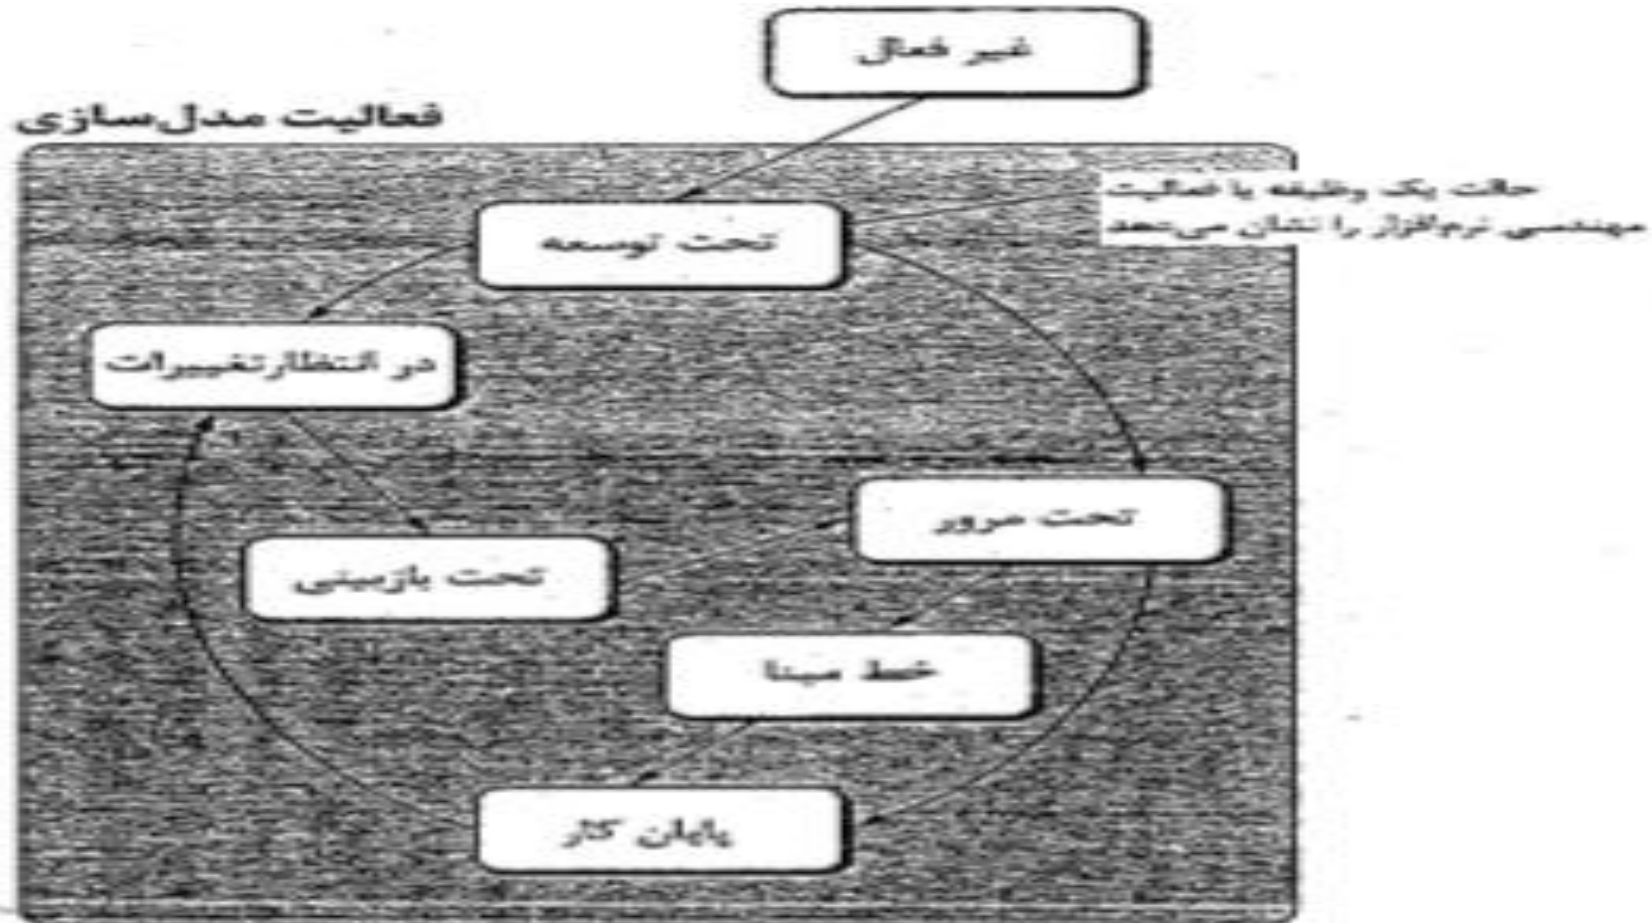 غیر فعال
فعالیت مدل‌سازی
حالت یک وظیفه یا فعالیت
مهندسی نرم‌افزار را نشان می‌دهد
تحت توسعه
در انتظار تغییرات
تحت مرور
تحت بازبینی
خط مبنا
پایان کار